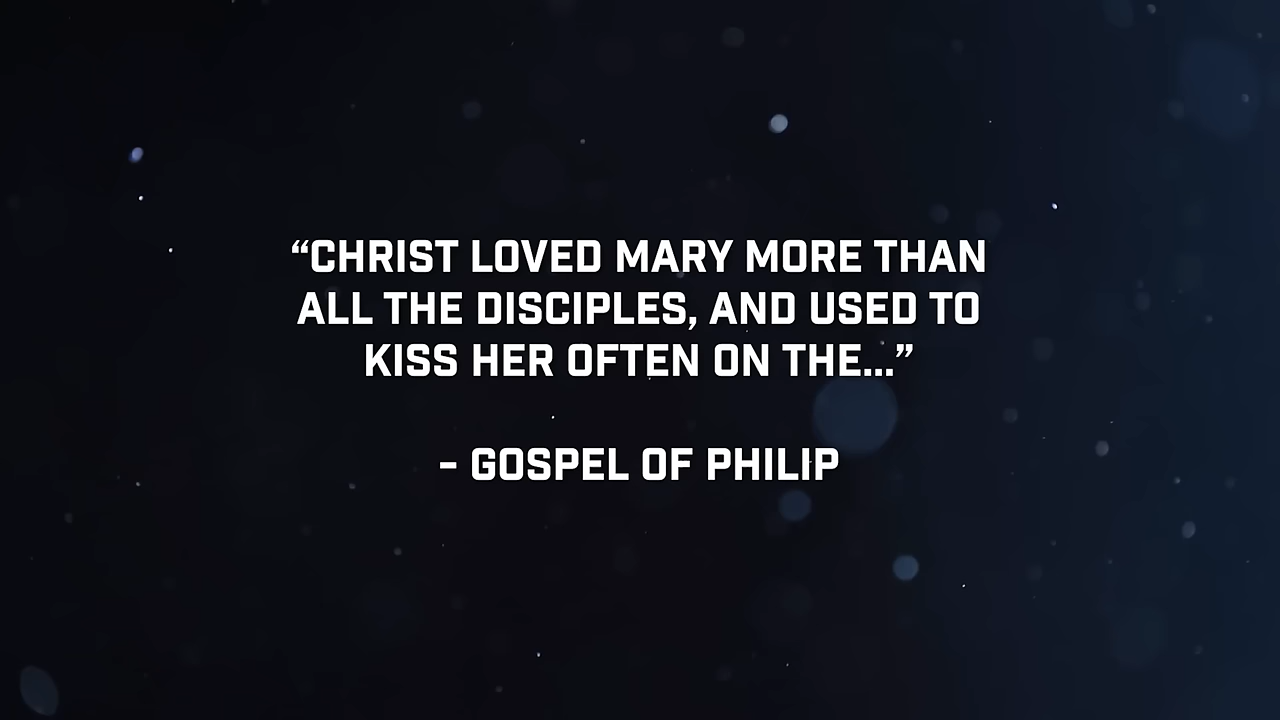 “CHRIST LOVED MARY MORE THAN
ALL THE DISCIPLES, AND USED TO
KISS HER OFTEN ON THE...”
- GOSPEL OF PHILIP